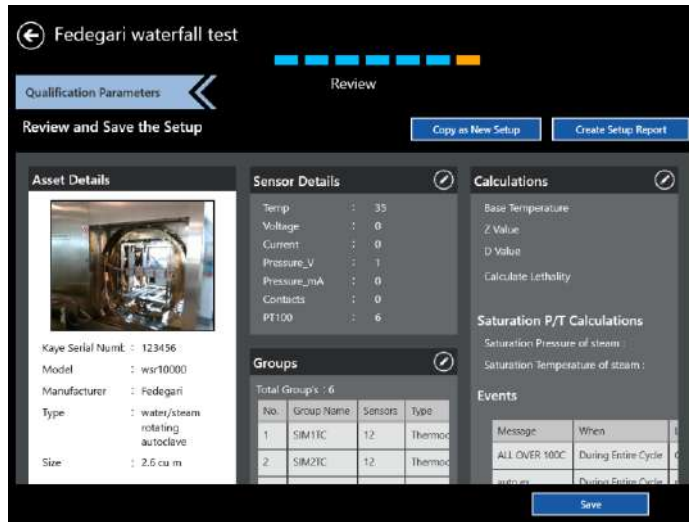 Fedegari waterfall test
Review
Qualification Parameters
Review and Save the Setup
Copy as New Setup
Create Setup Report
Asset Details
Kaye Serial Numb : 123456
Model : wsr10000
Manufacturer : Fedegari
Type : water/steam
rotating
autoclave
Size : 2.6 cu m
Sensor Details
Temp : 35
Voltage : 0
Current : 0
Pressure_V : 1
Pressure_mA : 0
Contacts : 0
PT100 : 6
Groups
Total Group's : 6
No. Group Name Sensors Type
1 SIM1TC 12 Thermoc
2 SIM2TC 12 Thermoc
Calculations
Base Temperature
Z Value
D Value
Calculate Lethality
Saturation P/T Calculations
Saturation Pressure of steam :
Saturation Temperature of steam :
Events
Message When
ALL OVER 100C During Entire Cycle
During Entire Cycle
Save